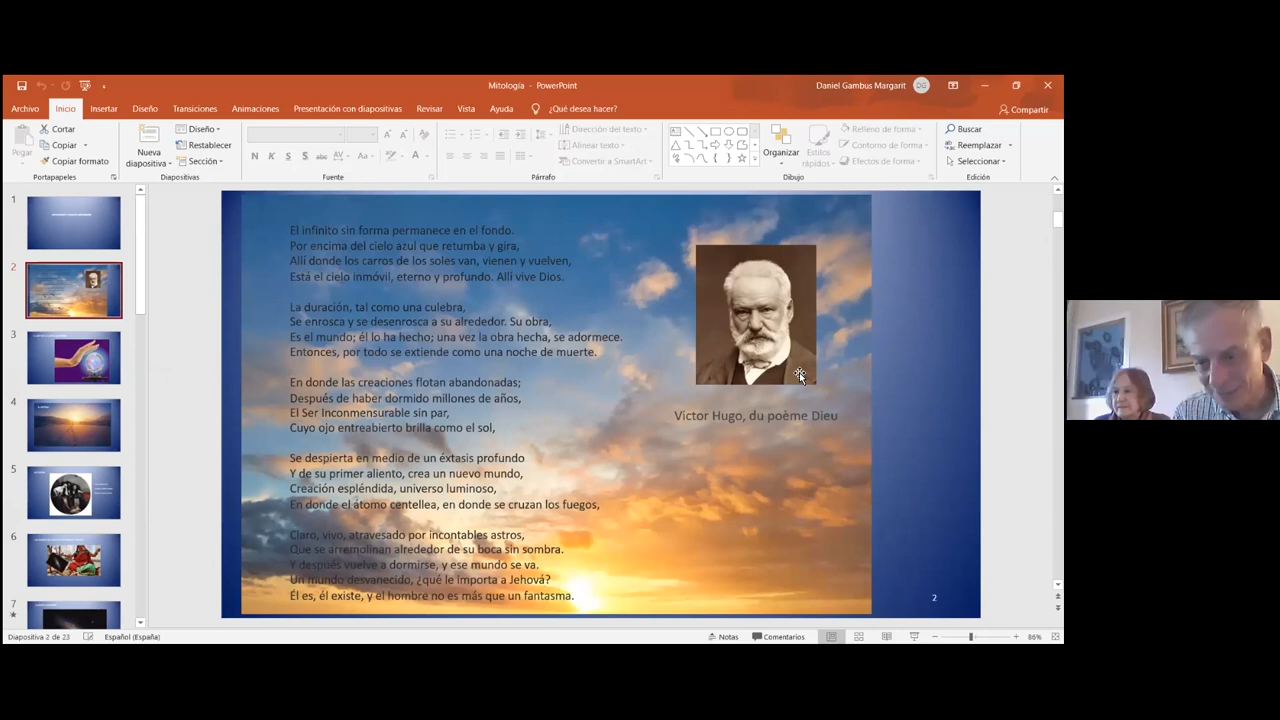 Mitología - PowerPoint
Daniel Gambus Margarit
DG
Archivo
Inicio
Insertar
Diseño
Transiciones
Animaciones
Presentación con diapositivas
Revisar
Vista
Ayuda
¿Qué desea hacer?
Compartir
Pegar
Cortar
Copiar
Copiar formato
Portapapeles
Nueva
diapositiva
Diseño
Restablecer
Sección
Diapositivas
N K S S abc AV Aa A
Fuente
Dirección del texto
Alinear texto
Convertir a SmartArt
Párrafo
Organizar
Estilos
rápidos
Relleno de forma
Contorno de forma
Efectos de forma
Dibujo
Buscar
Reemplazar
Seleccionar
Edición
1
2
3
4
5
6
7
El infinito sin forma permanece en el fondo.
Por encima del cielo azul que retumba y gira,
Allí donde los carros de los soles van, vienen y vuelven,
Está el cielo inmóvil, eterno y profundo. Allí vive Dios.
La duración, tal como una culebra,
Se enrosca y se desenrosca a su alrededor. Su obra,
Es el mundo; él lo ha hecho; una vez la obra hecha, se adormece.
Entonces, por todo se extiende como una noche de muerte.
En donde las creaciones flotan abandonadas;
Después de haber dormido millones de años,
El Ser Inconmensurable sin par,
Cuyo ojo entreabierto brilla como el sol,
Se despierta en medio de un éxtasis profundo
Y de su primer aliento, crea un nuevo mundo,
Creación espléndida, universo luminoso,
En donde el átomo centellea, en donde se cruzan los fuegos,
Claro, vivo, atravesado por incontables astros,
Que se arremolinan alrededor de su boca sin sombra.
Y después vuelve a dormirse, y ese mundo se va.
Un mundo desvanecido, ¿qué le importa a Jehová?
Él es, él existe, y el hombre no es más que un fantasma.
Victor Hugo, du poème Dieu
2
Diapositiva 2 de 23
Español (España)
Notas
Comentarios
86%